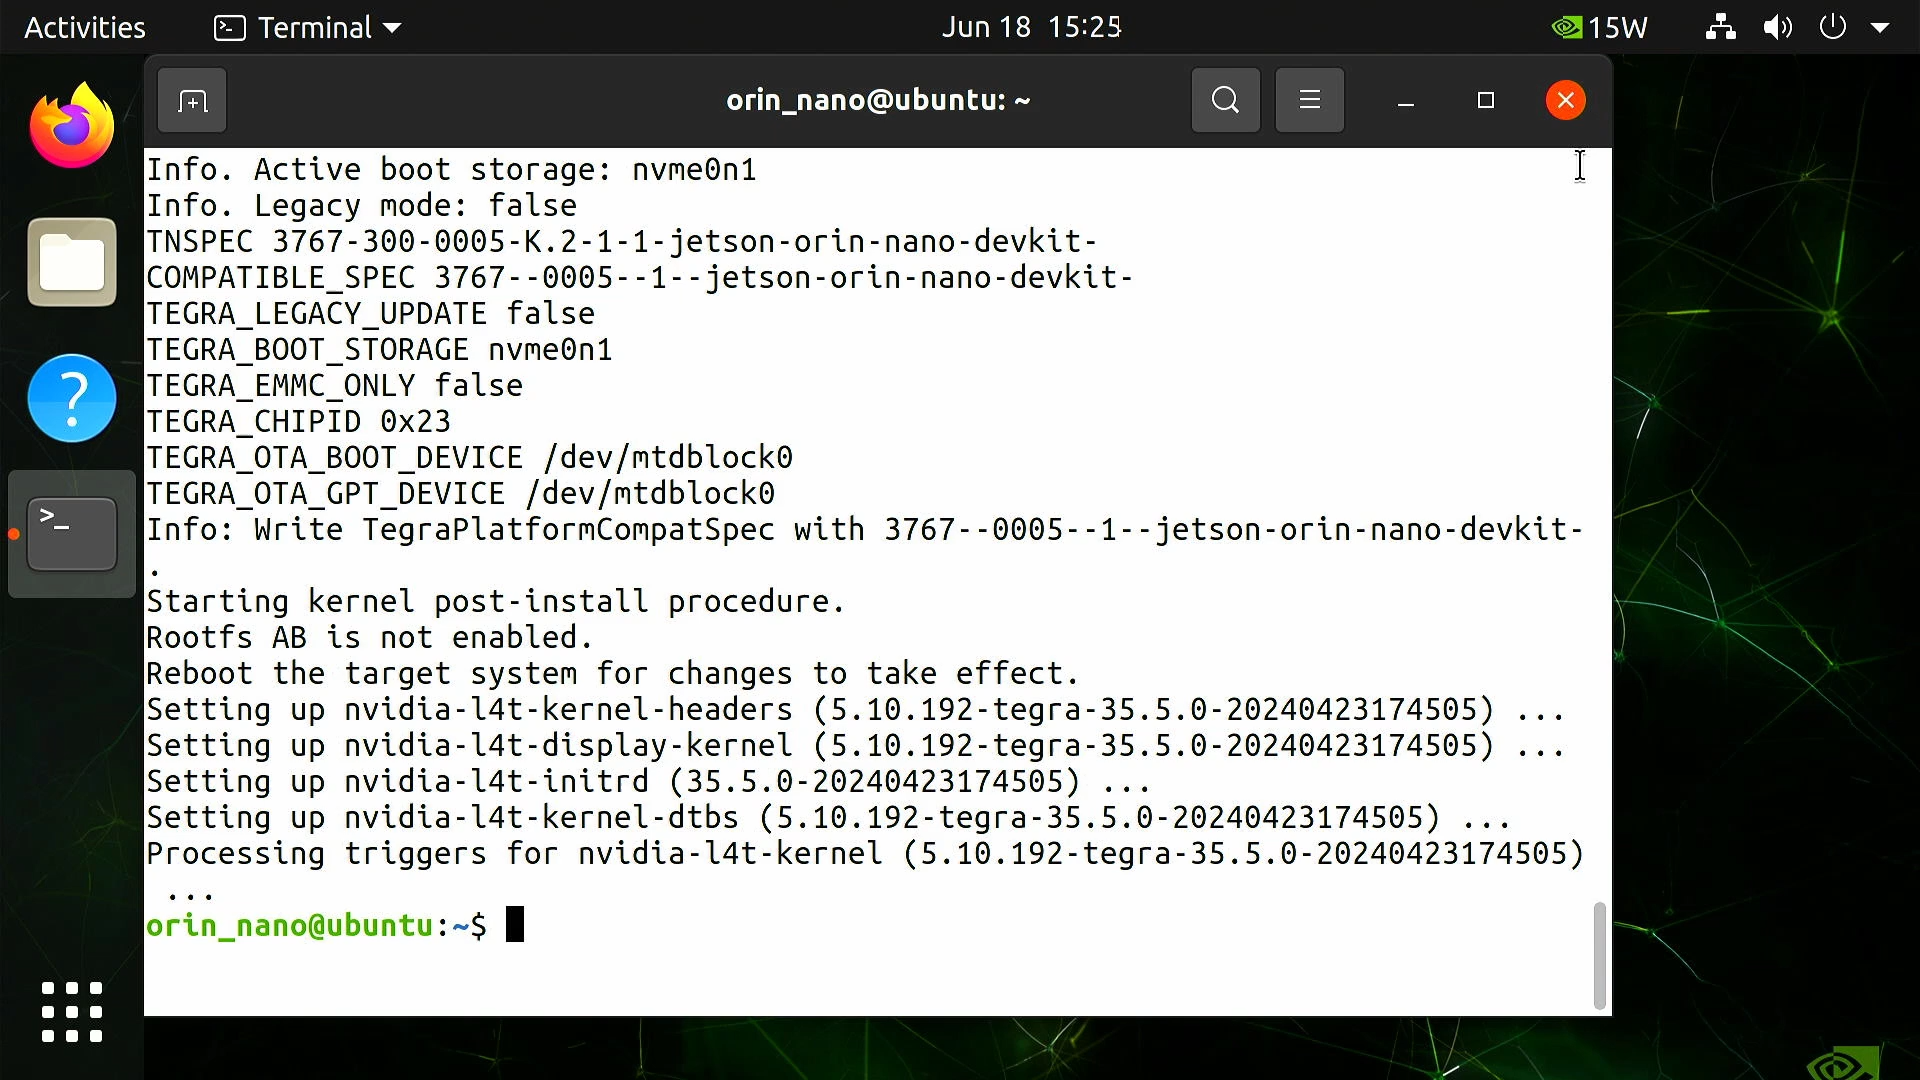 Activities Terminal Jun 18 15:25 15W
orin_nano@ubuntu: ~
Info. Active boot storage: nvme0n1
Info. Legacy mode: false
TNSPEC 3767-300-0005-K.2-1-1-jetson-orin-nano-devkit-
COMPATIBLE_SPEC 3767--0005--1--jetson-orin-nano-devkit-
TEGRA_LEGACY_UPDATE false
TEGRA_BOOT_STORAGE nvme0n1
TEGRA_EMMC_ONLY false
TEGRA_CHIPID 0x23
TEGRA_OTA_BOOT_DEVICE /dev/mtdblock0
TEGRA_OTA_GPT_DEVICE /dev/mtdblock0
Info: Write TegraPlatformCompatSpec with 3767--0005--1--jetson-orin-nano-devkit-
.
Starting kernel post-install procedure.
Rootfs AB is not enabled.
Reboot the target system for changes to take effect.
Setting up nvidia-l4t-kernel-headers (5.10.192-tegra-35.5.0-20240423174505) ...
Setting up nvidia-l4t-display-kernel (5.10.192-tegra-35.5.0-20240423174505) ...
Setting up nvidia-l4t-initrd (35.5.0-20240423174505) ...
Setting up nvidia-l4t-kernel-dtbs (5.10.192-tegra-35.5.0-20240423174505) ...
Processing triggers for nvidia-l4t-kernel (5.10.192-tegra-35.5.0-20240423174505)
 ...
orin_nano@ubuntu:~$